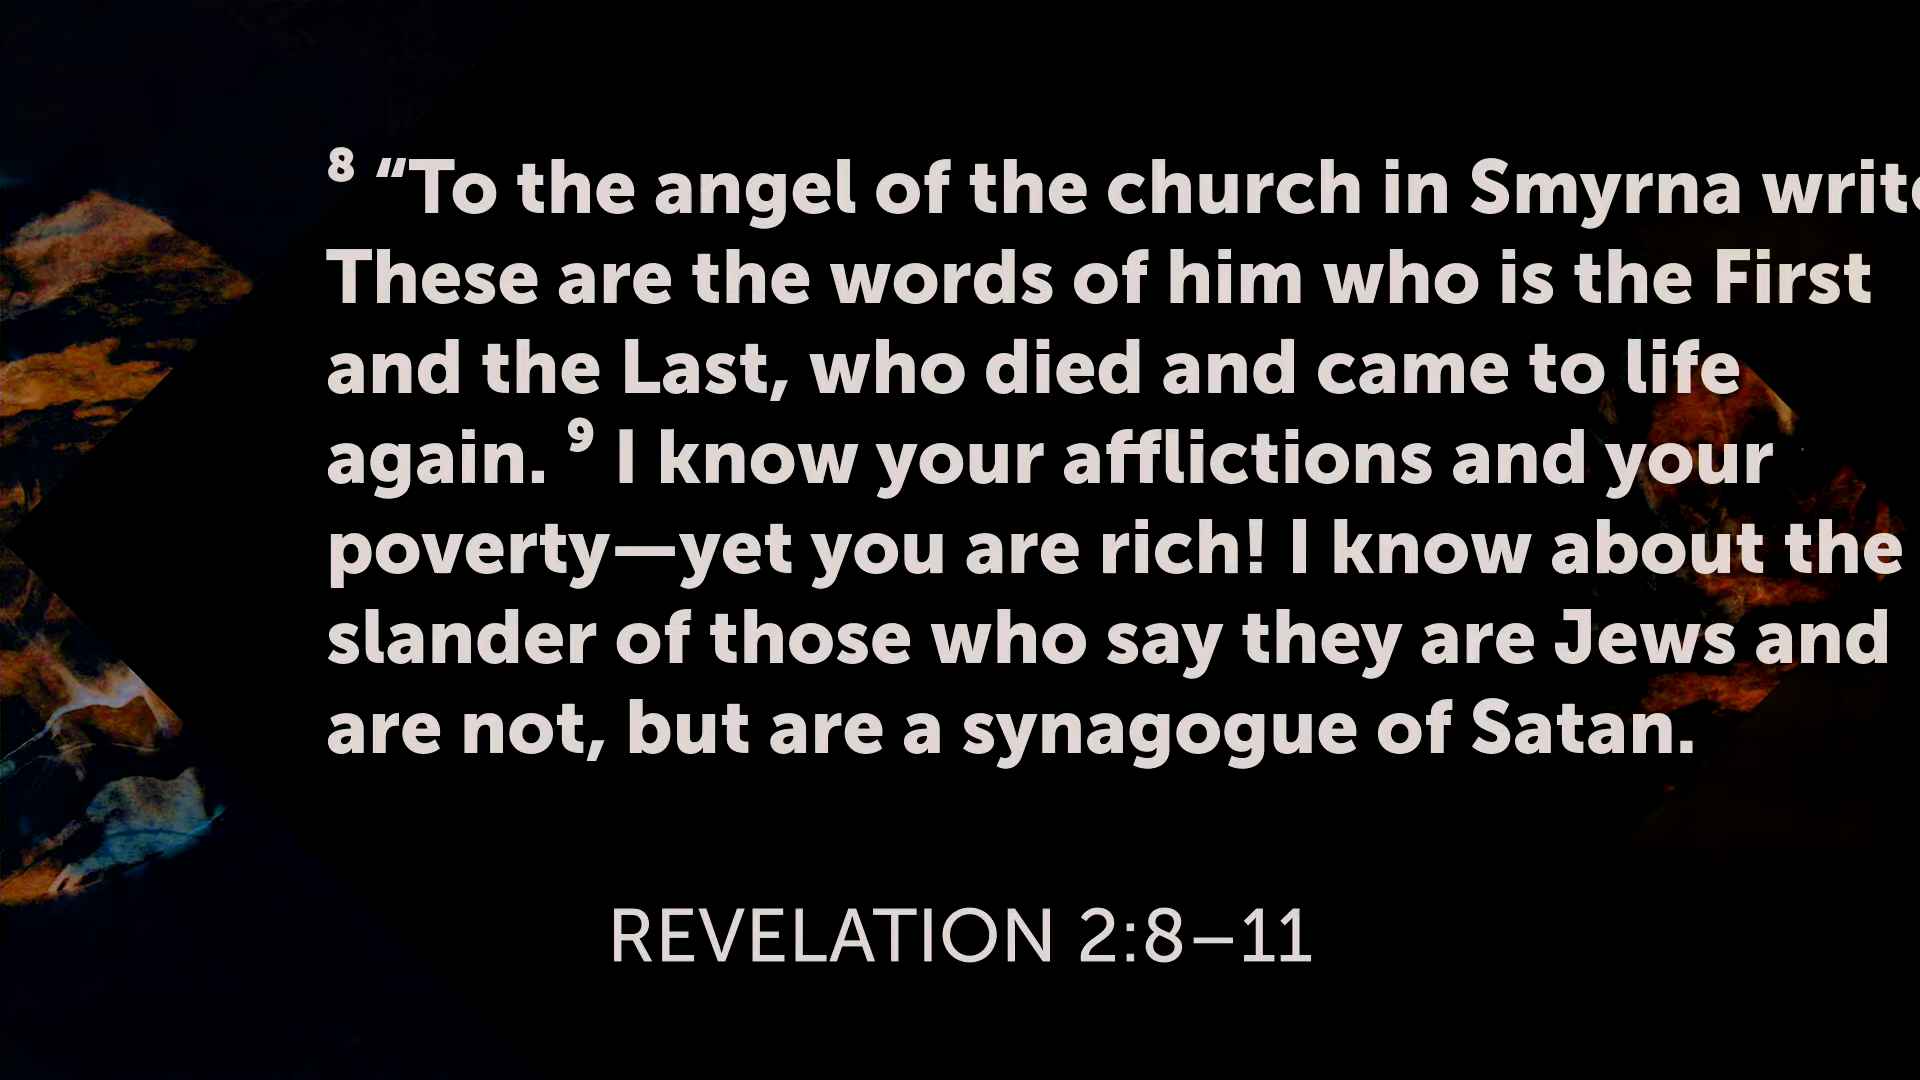 ⁸ “To the angel of the church in Smyrna write
These are the words of him who is the First
and the Last, who died and came to life
again. ⁹ I know your afflictions and your
poverty—yet you are rich! I know about the
slander of those who say they are Jews and
are not, but are a synagogue of Satan.
REVELATION 2:8–11